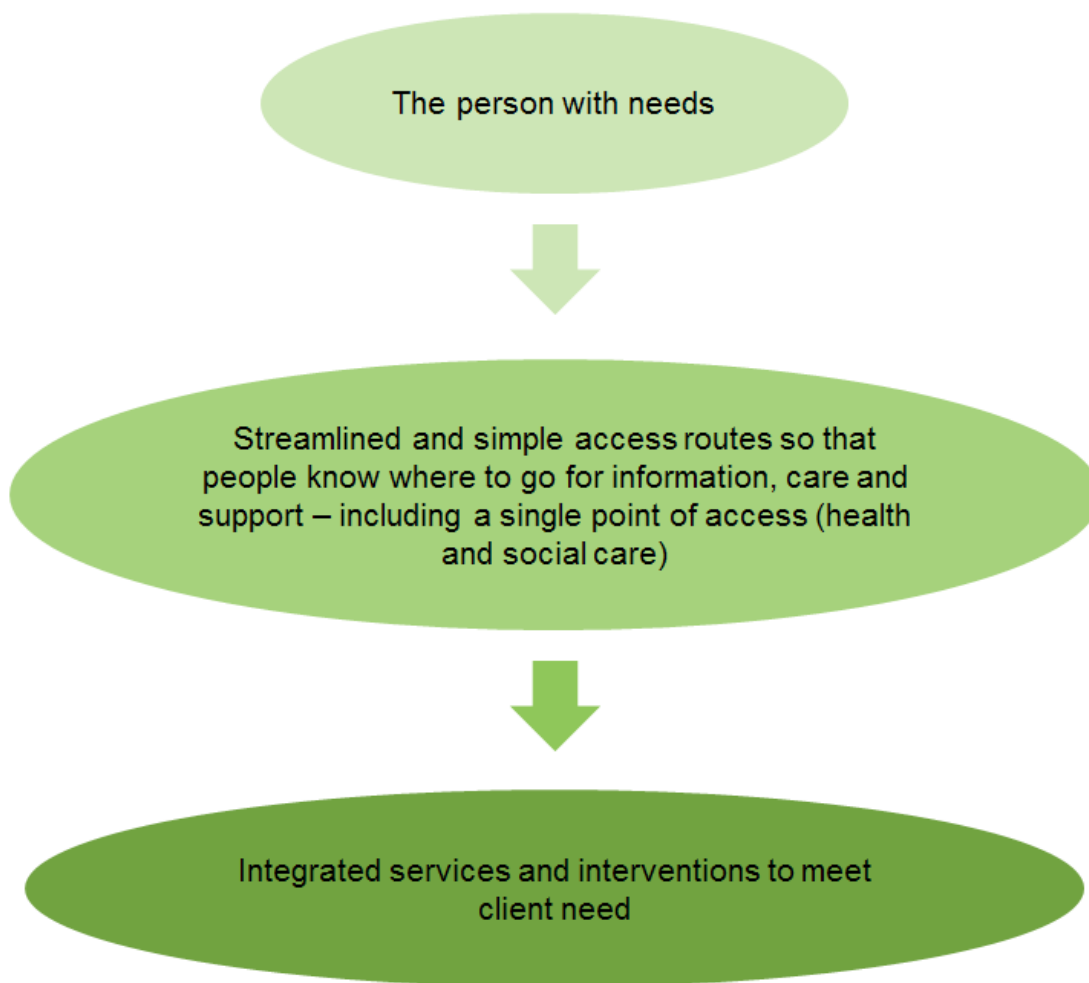 The person with needs
Streamlined and simple access routes so that
people know where to go for information, care and
support – including a single point of access (health
and social care)
Integrated services and interventions to meet
client need